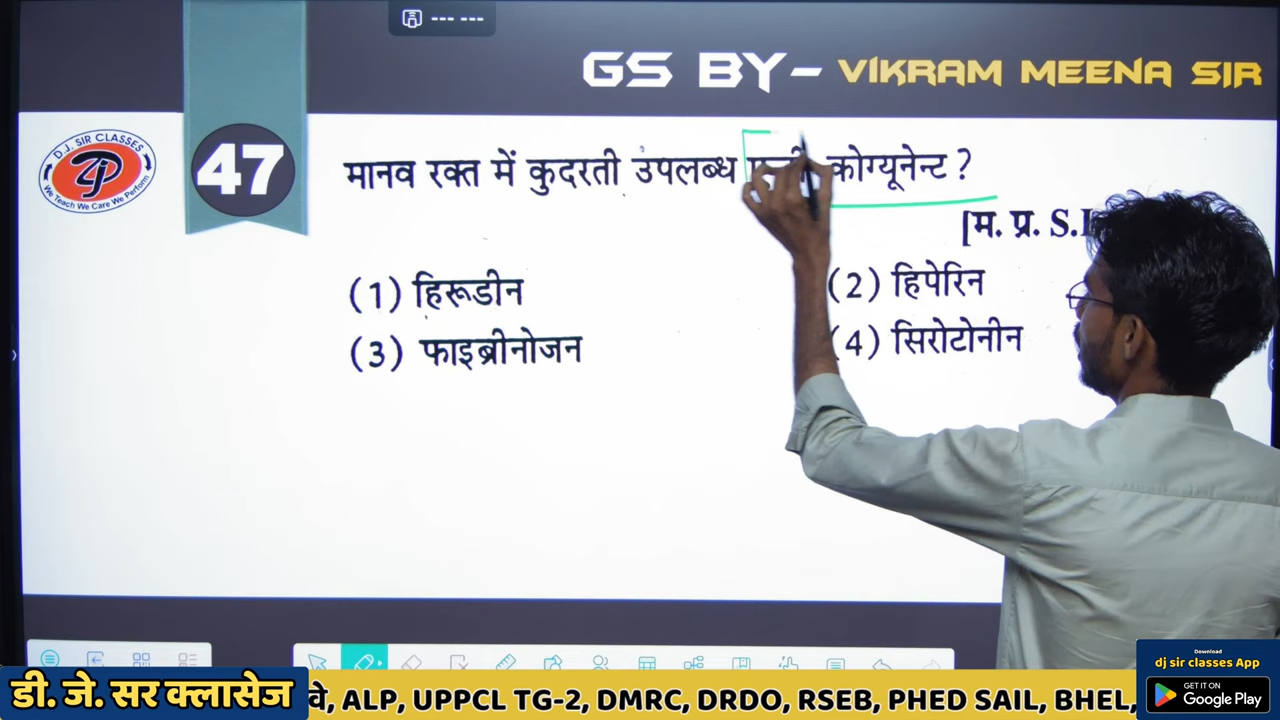 --- ---
GS BY- VIKRAM MEENA SIR
D.J. SIR CLASSES
We Teach We Care We Perform
47
मानव रक्त में कुदरती उपलब्ध कोग्यूनेन्ट ?
[म. प्र. S.I
(1) हिरूडीन
(2) हिपेरिन
(3) फाइब्रीनोजन
(4) सिरोटोनीन
डी. जे. सर क्लासेज
वे, ALP, UPPCL TG-2, DMRC, DRDO, RSEB, PHED SAIL, BHEL,
Download
dj sir classes App
GET IT ON
Google Play